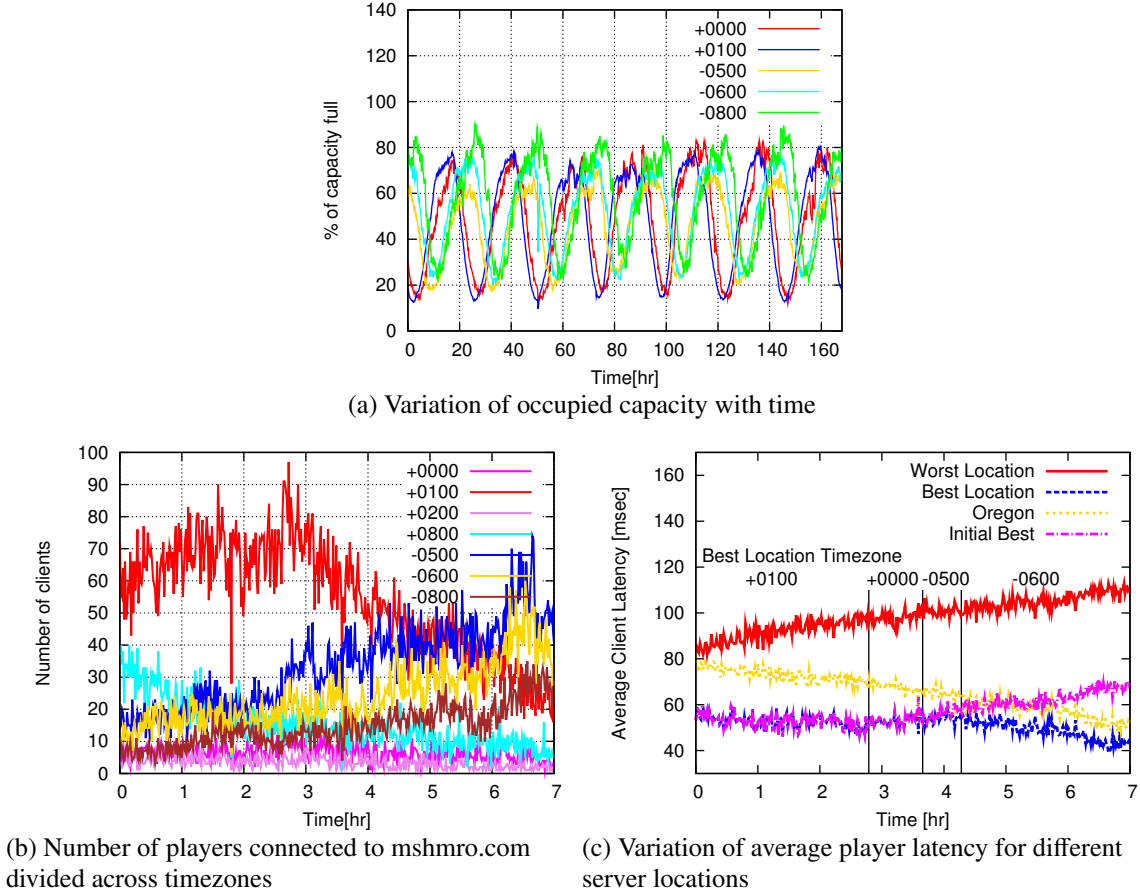 140
120
100
80
60
40
20
0
% of capacity full
+0000
+0100
-0500
-0600
-0800
0 20 40 60 80 100 120 140 160
Time[hr]
(a) Variation of occupied capacity with time
100
90
80
70
60
50
40
30
20
10
0
Number of clients
+0000
+0100
+0200
+0800
-0500
-0600
-0800
0 1 2 3 4 5 6 7
Time[hr]
(b) Number of players connected to mshmro.com
divided across timezones
160
140
120
100
80
60
40
Average Client Latency [msec]
Worst Location
Best Location
Oregon
Initial Best
Best Location Timezone
+0100 +0000 -0500 -0600
0 1 2 3 4 5 6 7
Time [hr]
(c) Variation of average player latency for different
server locations